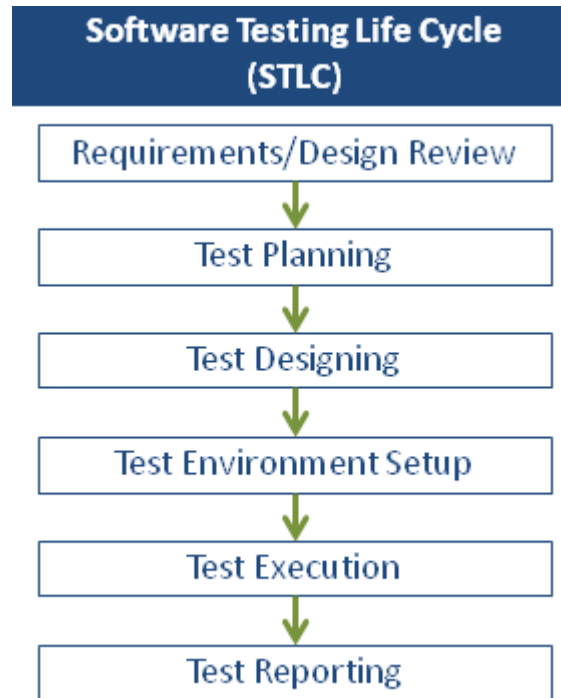 Software Testing Life Cycle
(STLC)
Requirements/Design Review
Test Planning
Test Designing
Test Environment Setup
Test Execution
Test Reporting